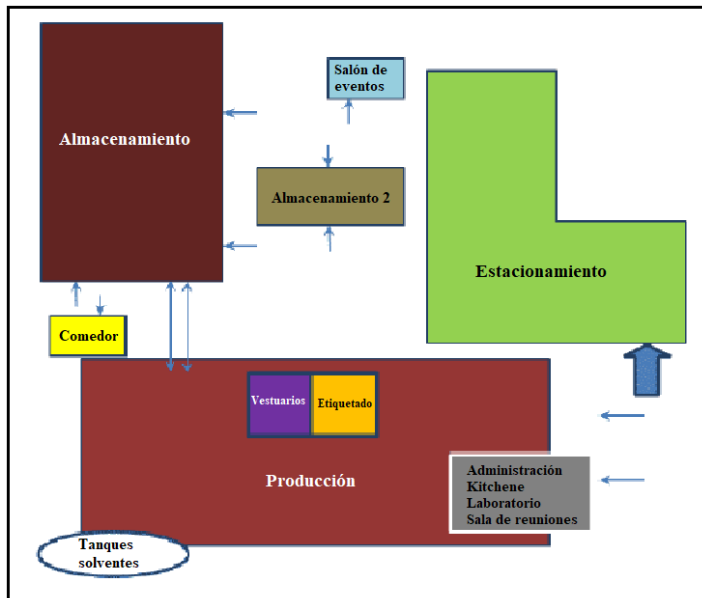 Salón de
eventos
Almacenamiento
Almacenamiento 2
Estacionamiento
Comedor
Vestuarios
Etiquetado
Producción
Administración
Kitchene
Laboratorio
Sala de reuniones
Tanques
solventes